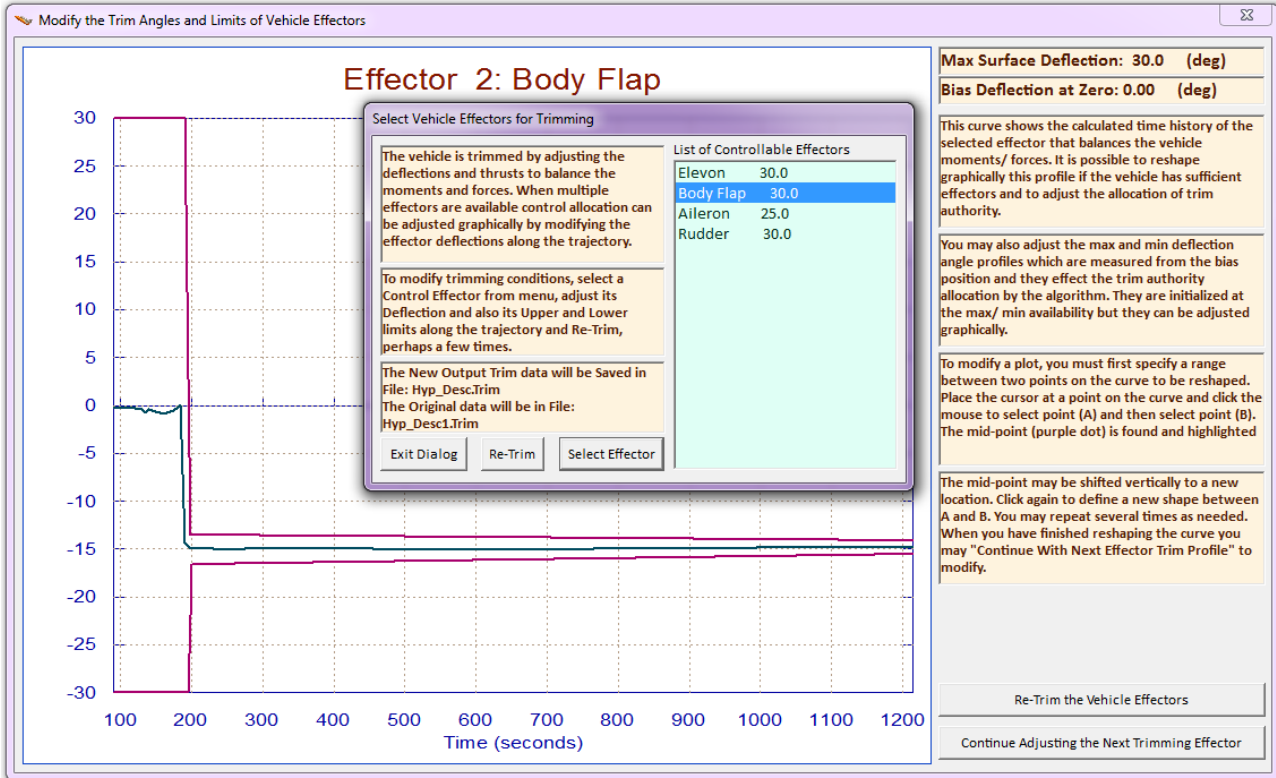 Modify the Trim Angles and Limits of Vehicle Effectors
Effector 2: Body Flap
30
25
20
15
10
5
0
-5
-10
-15
-20
-25
-30
100 200 300 400 500 600 700 800 900 1000 1100 1200
Time (seconds)
Select Vehicle Effectors for Trimming
The vehicle is trimmed by adjusting the
deflections and thrusts to balance the
moments and forces. When multiple
effectors are available control allocation can
be adjusted graphically by modifying the
effector deflections along the trajectory.
To modify trimming conditions, select a
Control Effector from menu, adjust its
Deflection and also its Upper and Lower
limits along the trajectory and Re-Trim,
perhaps a few times.
The New Output Trim data will be Saved in
File: Hyp_Desc.Trim
The Original data will be in File:
Hyp_Desc1.Trim
Exit Dialog
Re-Trim
Select Effector
List of Controllable Effectors
Elevon 30.0
Body Flap 30.0
Aileron 25.0
Rudder 30.0
Max Surface Deflection: 30.0 (deg)
Bias Deflection at Zero: 0.00 (deg)
This curve shows the calculated time history of the
selected effector that balances the vehicle
moments/ forces. It is possible to reshape
graphically this profile if the vehicle has sufficient
effectors and to adjust the allocation of trim
authority.
You may also adjust the max and min deflection
angle profiles which are measured from the bias
position and they effect the trim authority
allocation by the algorithm. They are initialized at
the max/ min availability but they can be adjusted
graphically.
To modify a plot, you must first specify a range
between two points on the curve to be reshaped.
Place the cursor at a point on the curve and click the
mouse to select point (A) and then select point (B).
The mid-point (purple dot) is found and highlighted
The mid-point may be shifted vertically to a new
location. Click again to define a new shape between
A and B. You may repeat several times as needed.
When you have finished reshaping the curve you
may "Continue With Next Effector Trim Profile" to
modify.
Re-Trim the Vehicle Effectors
Continue Adjusting the Next Trimming Effector